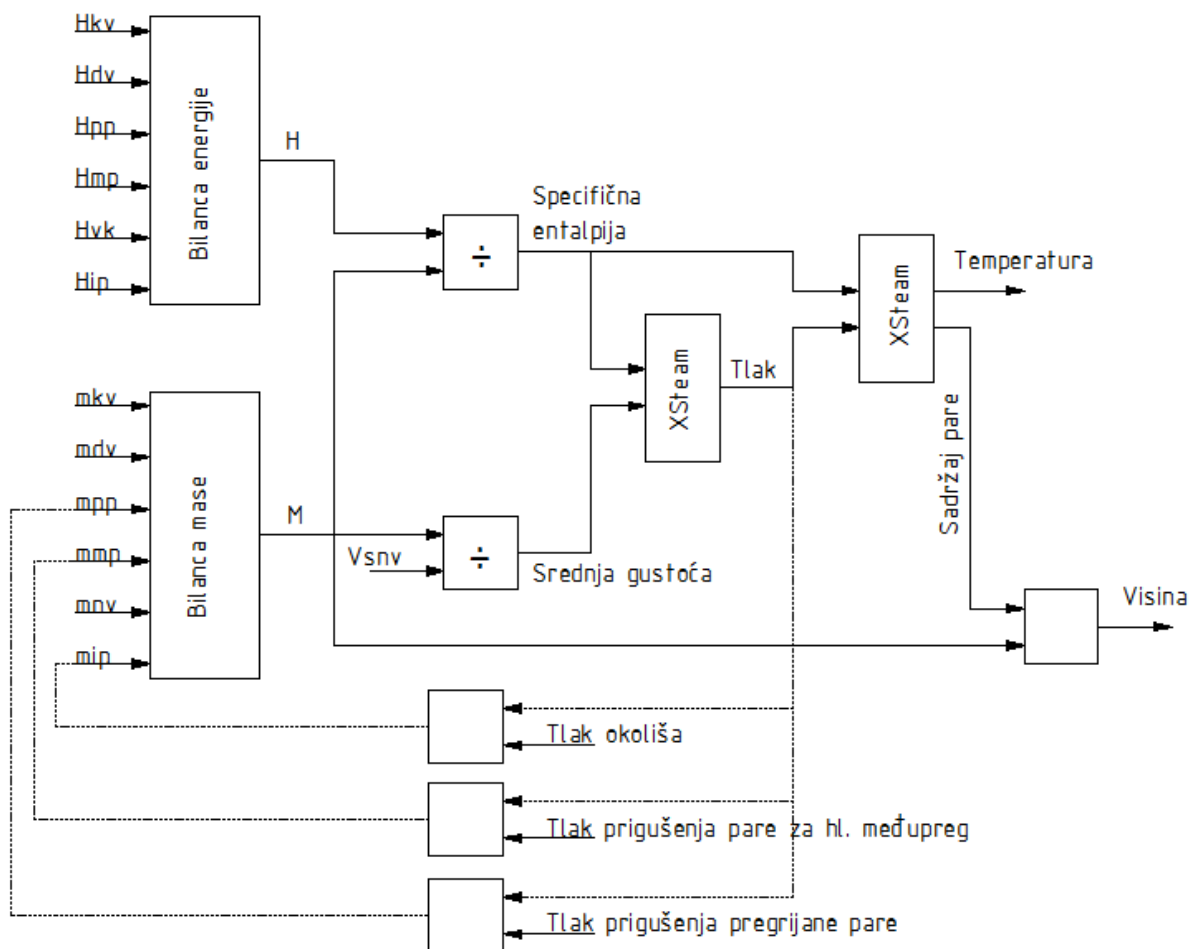 Hkv
Hdv
Hpp
Hmp
Hvk
Hip
Bilanca energije
H
Specifična
entalpija
÷
XSteam
Temperatura
XSteam
Tlak
Sadržaj pare
mkv
mdv
mpp
mmp
mnv
mip
Bilanca mase
M
Vsnv
÷
Srednja gustoća
Visina
Tlak okoliša
Tlak prigušenja pare za hl. međupreg
Tlak prigušenja pregrijane pare